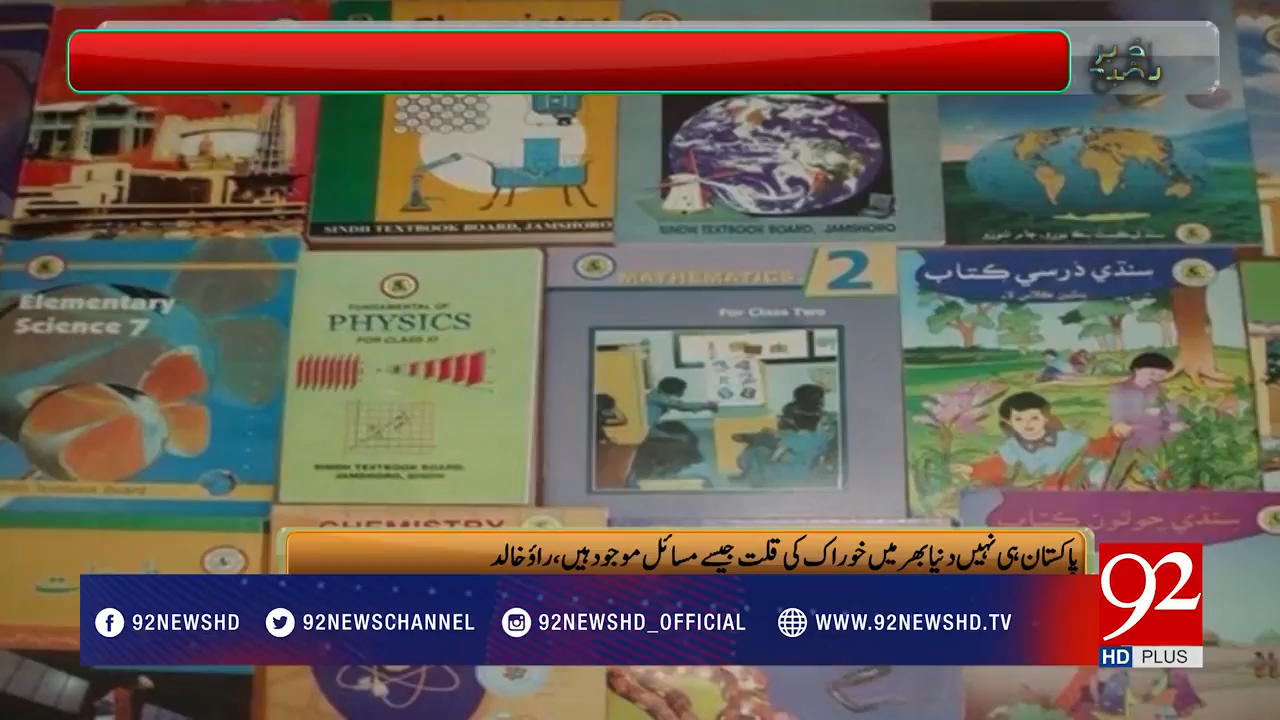 SINDH TEXTBOOK BOARD, JAMSHORO
SINDH TEXTBOOK BOARD, JAMSHORO
Elementary
Science 7
FUNDAMENTAL OF
PHYSICS
FOR CLASS XI
SINDH TEXTBOOK BOARD,
JAMSHORO, SINDH
MATHEMATICS
2
For Class Two
سنڌي درسي ڪتاب
CHEMISTRY
پاکستان ہی نہیں دنیا بھر میں خوراک کی قلت جیسے مسائل موجود ہیں، راؤ خالد
92NEWSHD
92NEWSCHANNEL
92NEWSHD_OFFICIAL
WWW.92NEWSHD.TV
92
HD PLUS